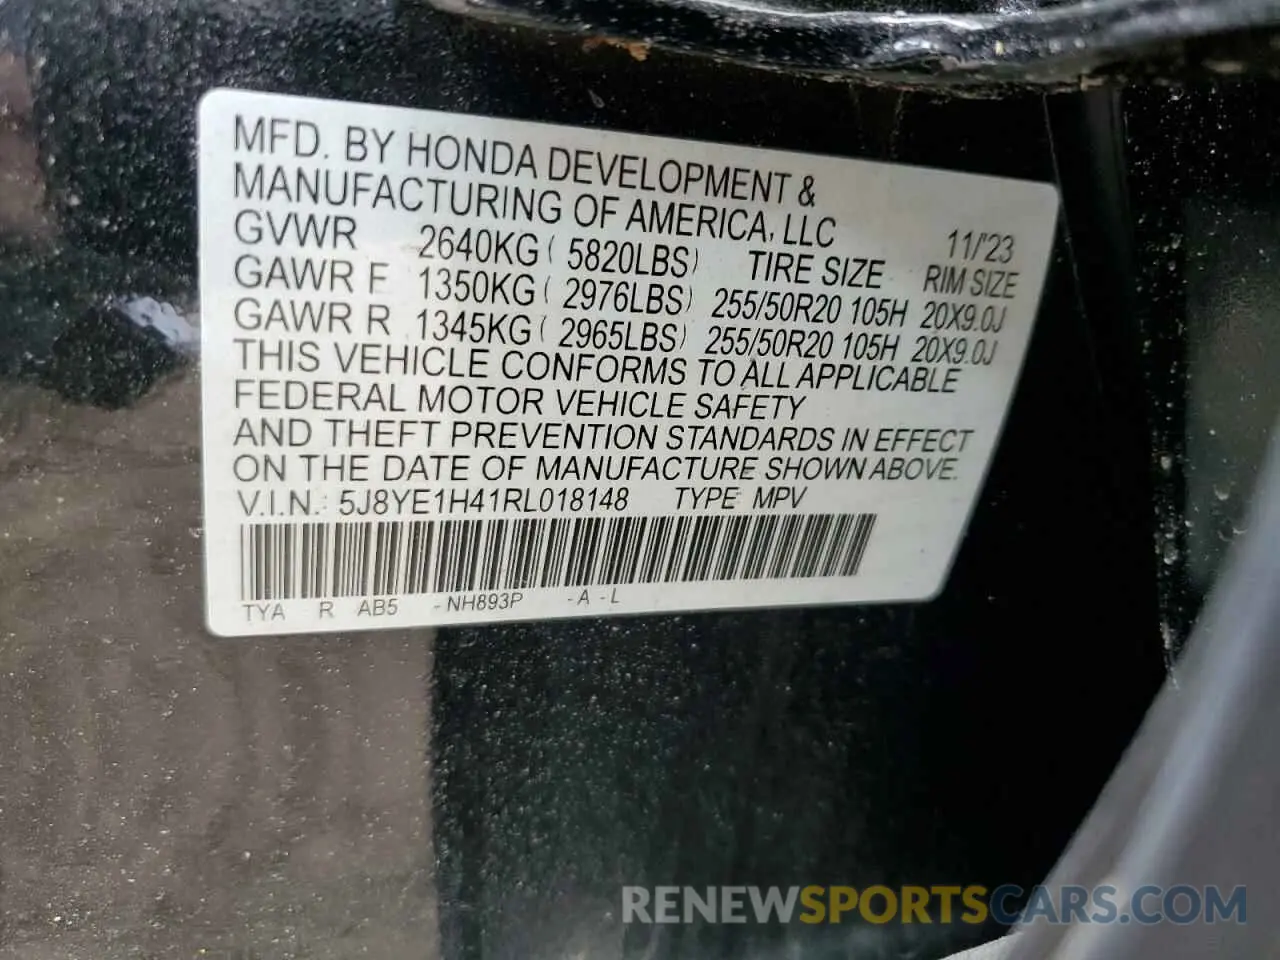 MFD. BY HONDA DEVELOPMENT &
MANUFACTURING OF AMERICA, LLC 11/'23
GVWR 2640KG ( 5820LBS) TIRE SIZE RIM SIZE
GAWR F 1350KG ( 2976LBS) 255/50R20 105H 20X9.0J
GAWR R 1345KG ( 2965LBS) 255/50R20 105H 20X9.0J
THIS VEHICLE CONFORMS TO ALL APPLICABLE
FEDERAL MOTOR VEHICLE SAFETY
AND THEFT PREVENTION STANDARDS IN EFFECT
ON THE DATE OF MANUFACTURE SHOWN ABOVE.
V.I.N.: 5J8YE1H41RL018148 TYPE: MPV
TYA R AB5 -NH893P -A -L
RENEWSPORTSCARS.COM